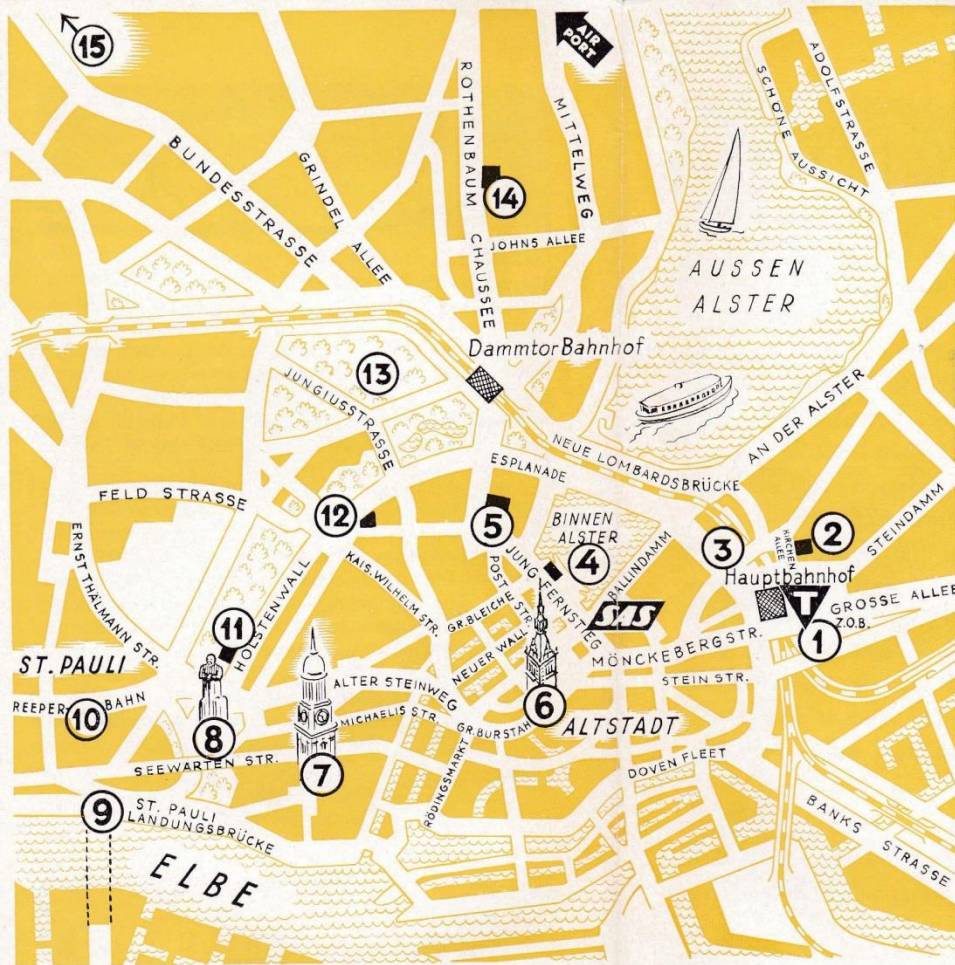 15
AIR
PORT
BUNDESSTRASSE
GRINDEL ALLEE
ROTHENBAUM CHAUSSEE
MITTELWEG
14
JOHNS ALLEE
SCHÖNE AUSSICHT
ADOLFSTRASSE
AUSSEN
ALSTER
Dammtor Bahnhof
13
JUNGIUSSTRASSE
NEUE LOMBARDSBRÜCKE
AN DER ALSTER
ESPLANADE
FELD STRASSE
12
5
BINNEN
ALSTER
4
3
KIRCHEN
ALLEE
2
STEINDAMM
ERNST THÄLMANN STR.
KAIS. WILHELM STR.
GR. BLEICHE
POST STR.
JUNGFERNSTIEG
BALLINDAMM
Hauptbahnhof
T
GROSSE ALLEE
Z.O.B.
1
SAS
HOLSTENWALL
11
NEUER WALL
MÖNCKEBERGSTR.
STEIN STR.
ST. PAULI
REEPER BAHN
10
8
ALTER STEINWEG
MICHAELIS STR.
7
6
GR. BURSTAH
ALTSTADT
SEEWARTEN STR.
RÖDINGSMARKT
DOVEN FLEET
9
ST. PAULI
LANDUNGSBRÜCKE
BANKS STRASSE
ELBE